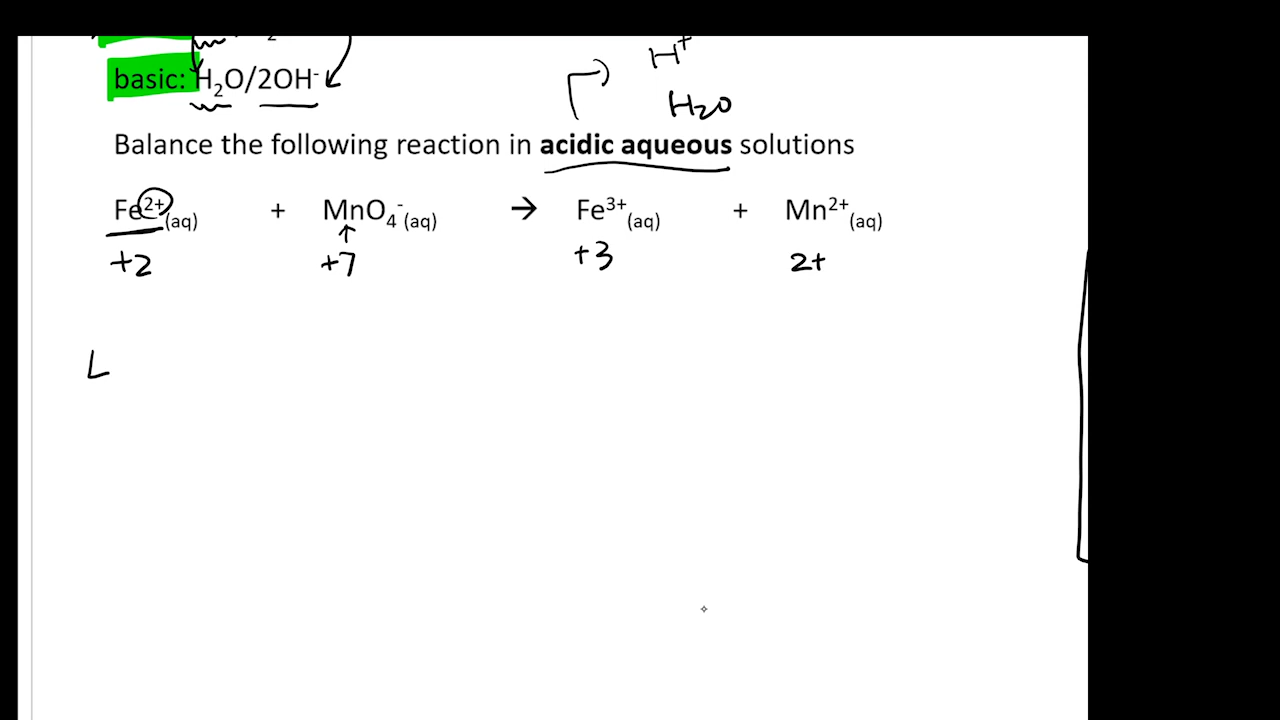 H⁺
basic: H₂O/2OH⁻
H₂O
Balance the following reaction in acidic aqueous solutions
Fe²⁺(aq) + MnO₄⁻(aq) → Fe³⁺(aq) + Mn²⁺(aq)
+2 +7 +3 2+
L